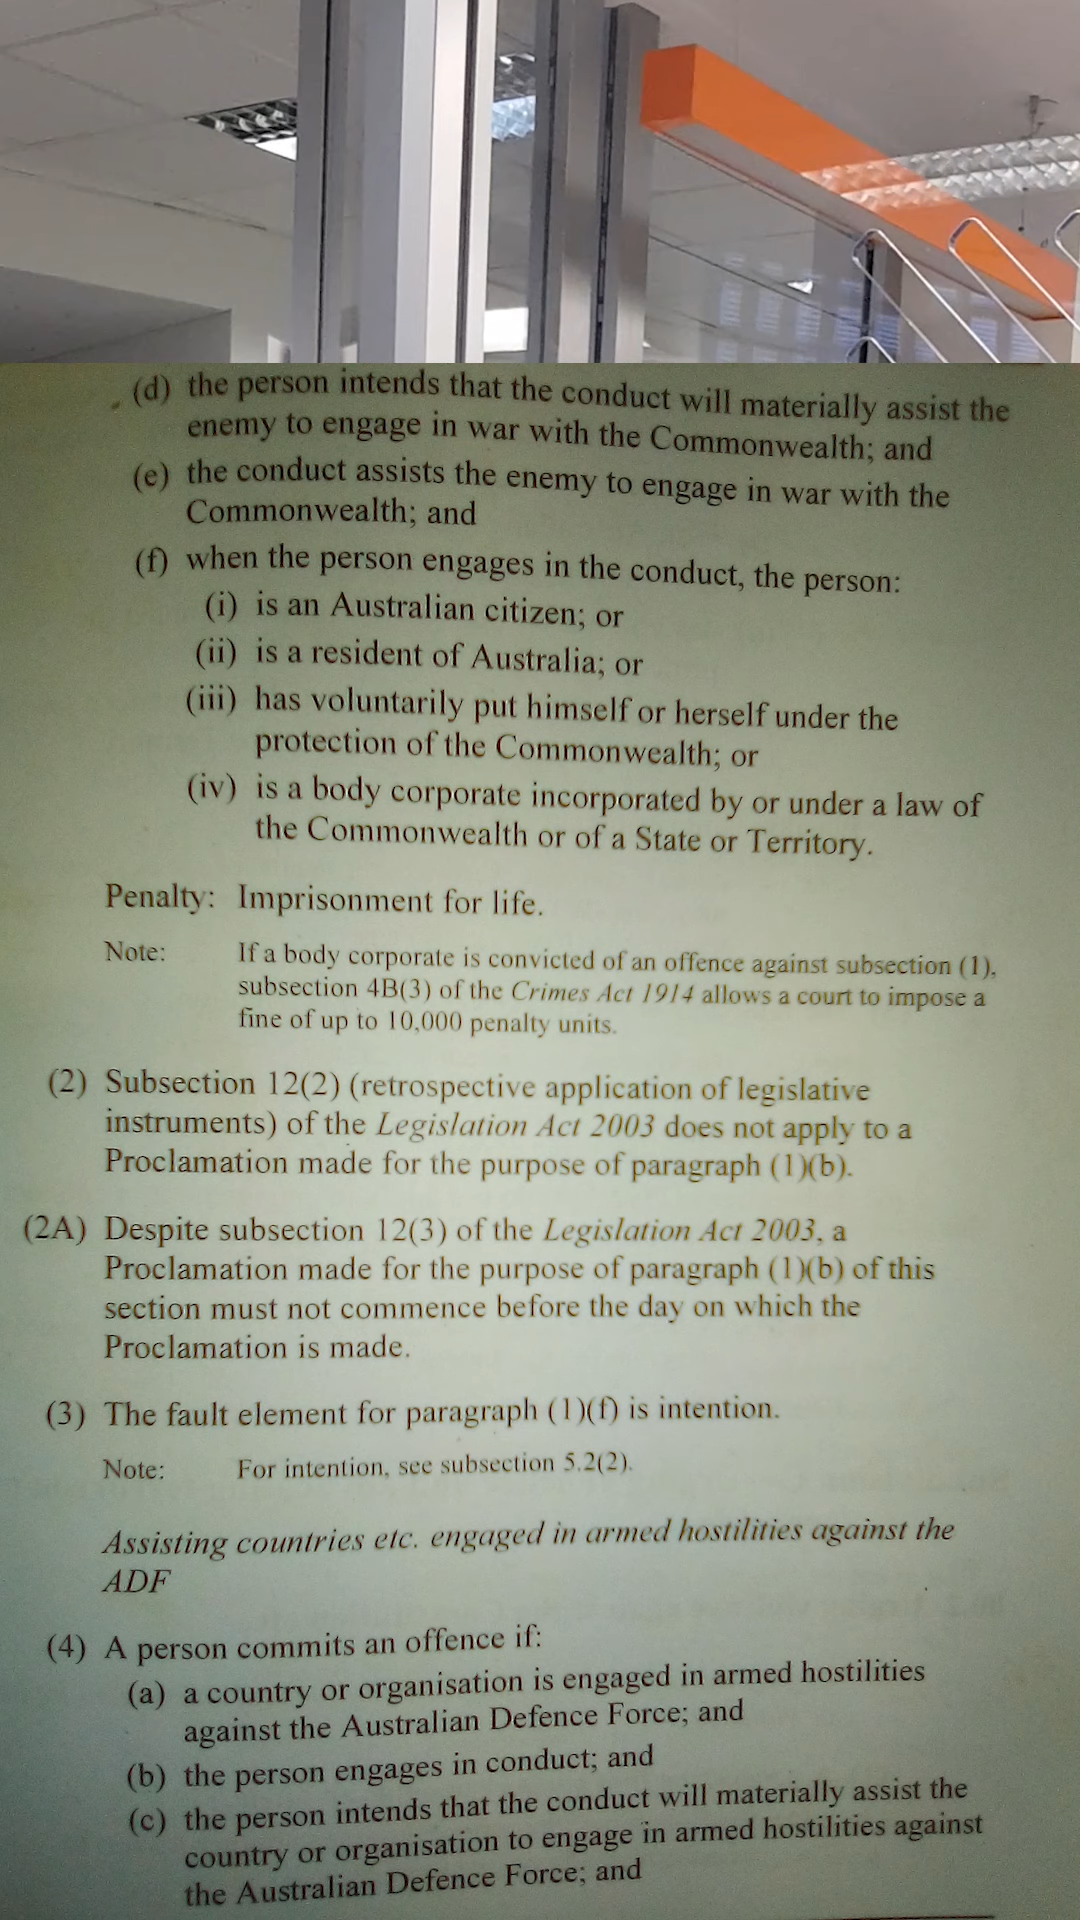 (d) the person intends that the conduct will materially assist the
enemy to engage in war with the Commonwealth; and
(e) the conduct assists the enemy to engage in war with the
Commonwealth; and
(f) when the person engages in the conduct, the person:
(i) is an Australian citizen; or
(ii) is a resident of Australia; or
(iii) has voluntarily put himself or herself under the
protection of the Commonwealth; or
(iv) is a body corporate incorporated by or under a law of
the Commonwealth or of a State or Territory.
Penalty: Imprisonment for life.
Note: If a body corporate is convicted of an offence against subsection (1),
subsection 4B(3) of the Crimes Act 1914 allows a court to impose a
fine of up to 10,000 penalty units.
(2) Subsection 12(2) (retrospective application of legislative
instruments) of the Legislation Act 2003 does not apply to a
Proclamation made for the purpose of paragraph (1)(b).
(2A) Despite subsection 12(3) of the Legislation Act 2003, a
Proclamation made for the purpose of paragraph (1)(b) of this
section must not commence before the day on which the
Proclamation is made.
(3) The fault element for paragraph (1)(f) is intention.
Note: For intention, see subsection 5.2(2).
Assisting countries etc. engaged in armed hostilities against the
ADF
(4) A person commits an offence if:
(a) a country or organisation is engaged in armed hostilities
against the Australian Defence Force; and
(b) the person engages in conduct; and
(c) the person intends that the conduct will materially assist the
country or organisation to engage in armed hostilities against
the Australian Defence Force; and